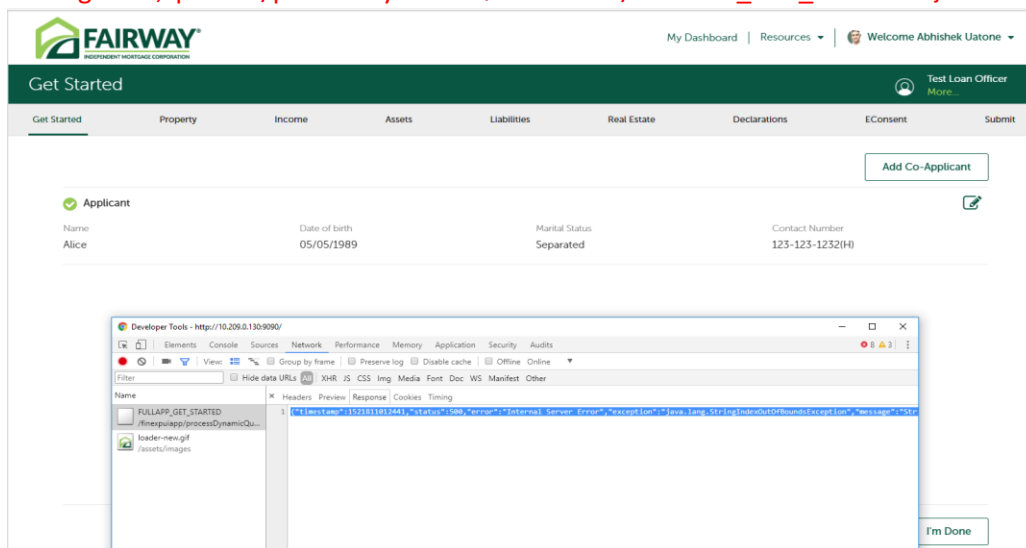 FAIRWAY
INDEPENDENT MORTGAGE CORPORATION
My Dashboard | Resources Welcome Abhishek Uatone
Get Started
Test Loan Officer
More...
Get Started Property Income Assets Liabilities Real Estate Declarations EConsent Submit
Add Co-Applicant
Applicant
Name Date of birth Marital Status Contact Number
Alice 05/05/1989 Separated 123-123-1232(H)
Developer Tools - http://10.209.0.130:9090/
Elements Console Sources Network Performance Memory Application Security Audits 8 3
View: Group by frame Preserve log Disable cache Offline Online
Filter Hide data URLs All XHR JS CSS Img Media Font Doc WS Manifest Other
Name × Headers Preview Response Cookies Timing
FULLAPP_GET_STARTED 1 {"timestamp":1521811012441,"status":500,"error":"Internal Server Error","exception":"java.lang.StringIndexOutOfBoundsException","message":"Str
/finexpuiapp/processDynamicQu...
loader-new.gif
/assets/images
I'm Done